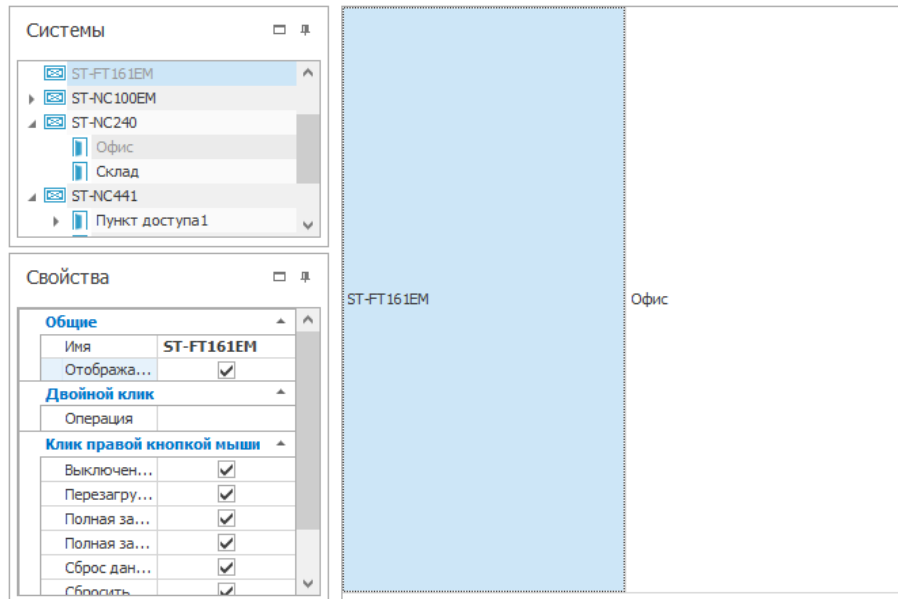 Системы
ST-FT161EM
ST-NC100EM
ST-NC240
Офис
Склад
ST-NC441
Пункт доступа1
Свойства
Общие
Имя ST-FT161EM
Отобража...
Двойной клик
Операция
Клик правой кнопкой мыши
Выключен...
Перезагру...
Полная за...
Полная за...
Сброс дан...
Сбросить
ST-FT161EM
Офис